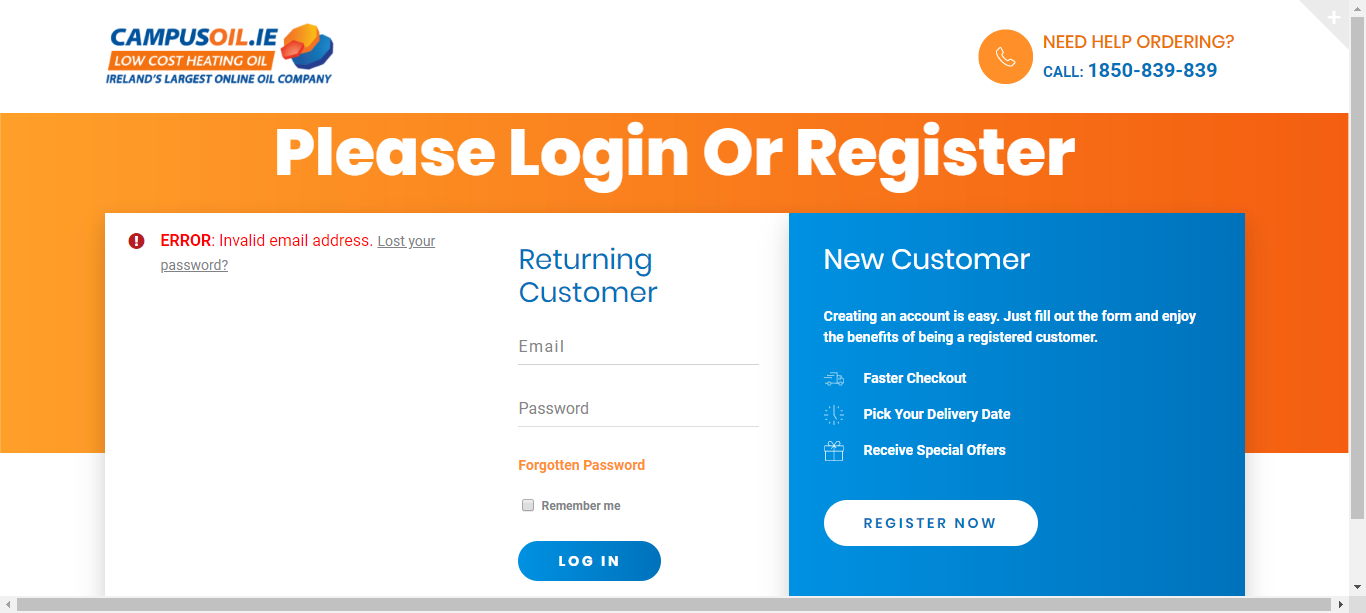 CAMPUSOIL.IE
LOW COST HEATING OIL
IRELAND'S LARGEST ONLINE OIL COMPANY
NEED HELP ORDERING?
CALL: 1850-839-839
Please Login Or Register
ERROR: Invalid email address. Lost your
password?
Returning
Customer
Email
Password
Forgotten Password
Remember me
LOG IN
New Customer
Creating an account is easy. Just fill out the form and enjoy
the benefits of being a registered customer.
Faster Checkout
Pick Your Delivery Date
Receive Special Offers
REGISTER NOW